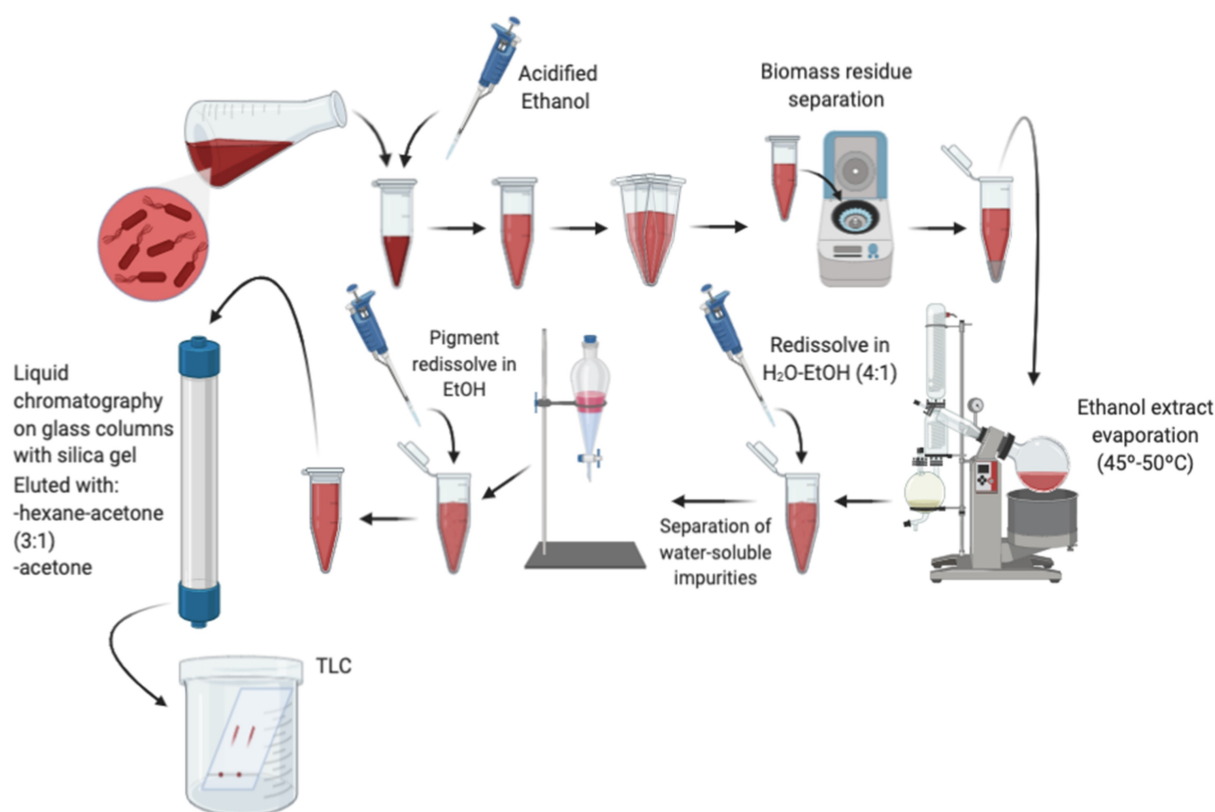 Acidified
Ethanol
Biomass residue
separation
Ethanol extract
evaporation
(45º-50ºC)
Redissolve in
H₂O-EtOH (4:1)
Separation of
water-soluble
impurities
Pigment
redissolve in
EtOH
Liquid
chromatography
on glass columns
with silica gel
Eluted with:
-hexane-acetone
(3:1)
-acetone
TLC